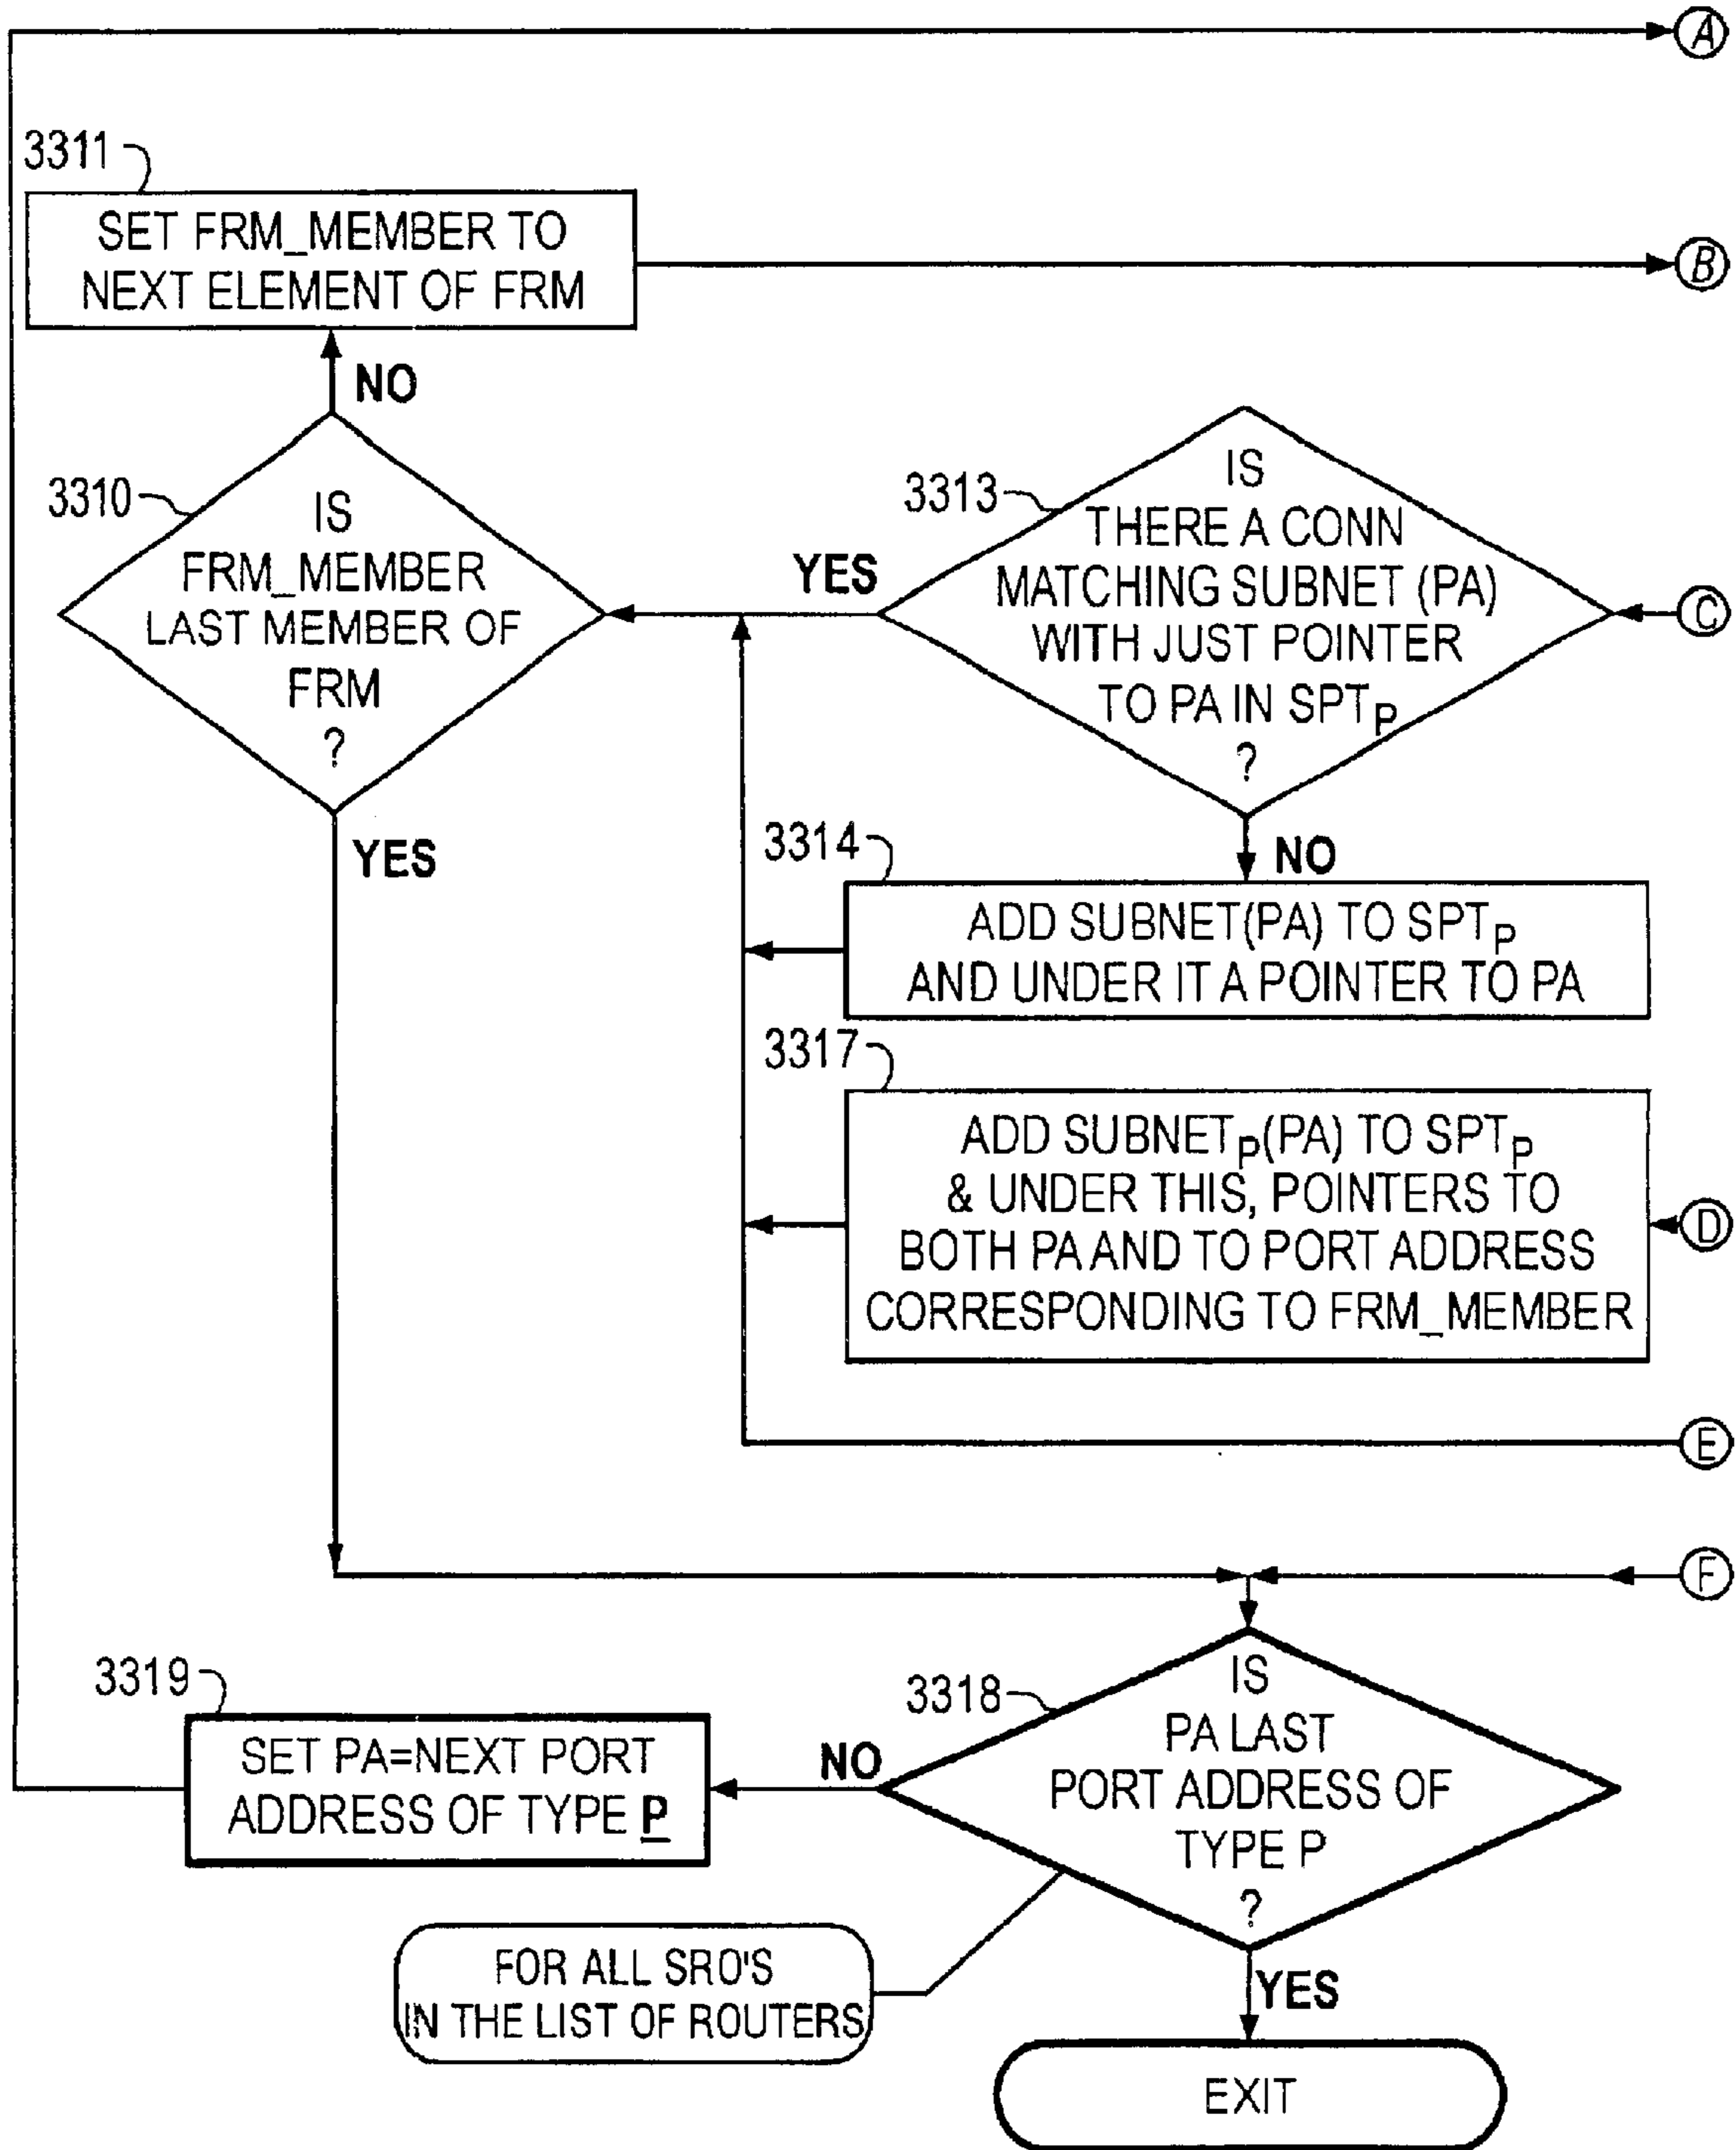 A
3311
SET FRM_MEMBER TO
NEXT ELEMENT OF FRM
B
NO
3310
IS
FRM_MEMBER
LAST MEMBER OF
FRM
?
YES
3313
IS
THERE A CONN
MATCHING SUBNET (PA)
WITH JUST POINTER
TO PA IN SPTP
?
YES
C
NO
3314
ADD SUBNET(PA) TO SPTP
AND UNDER IT A POINTER TO PA
3317
ADD SUBNETP(PA) TO SPTP
& UNDER THIS, POINTERS TO
BOTH PA AND TO PORT ADDRESS
CORRESPONDING TO FRM_MEMBER
D
E
F
3319
SET PA=NEXT PORT
ADDRESS OF TYPE P
NO
3318
IS
PA LAST
PORT ADDRESS OF
TYPE P
?
FOR ALL SRO'S
IN THE LIST OF ROUTERS
YES
EXIT